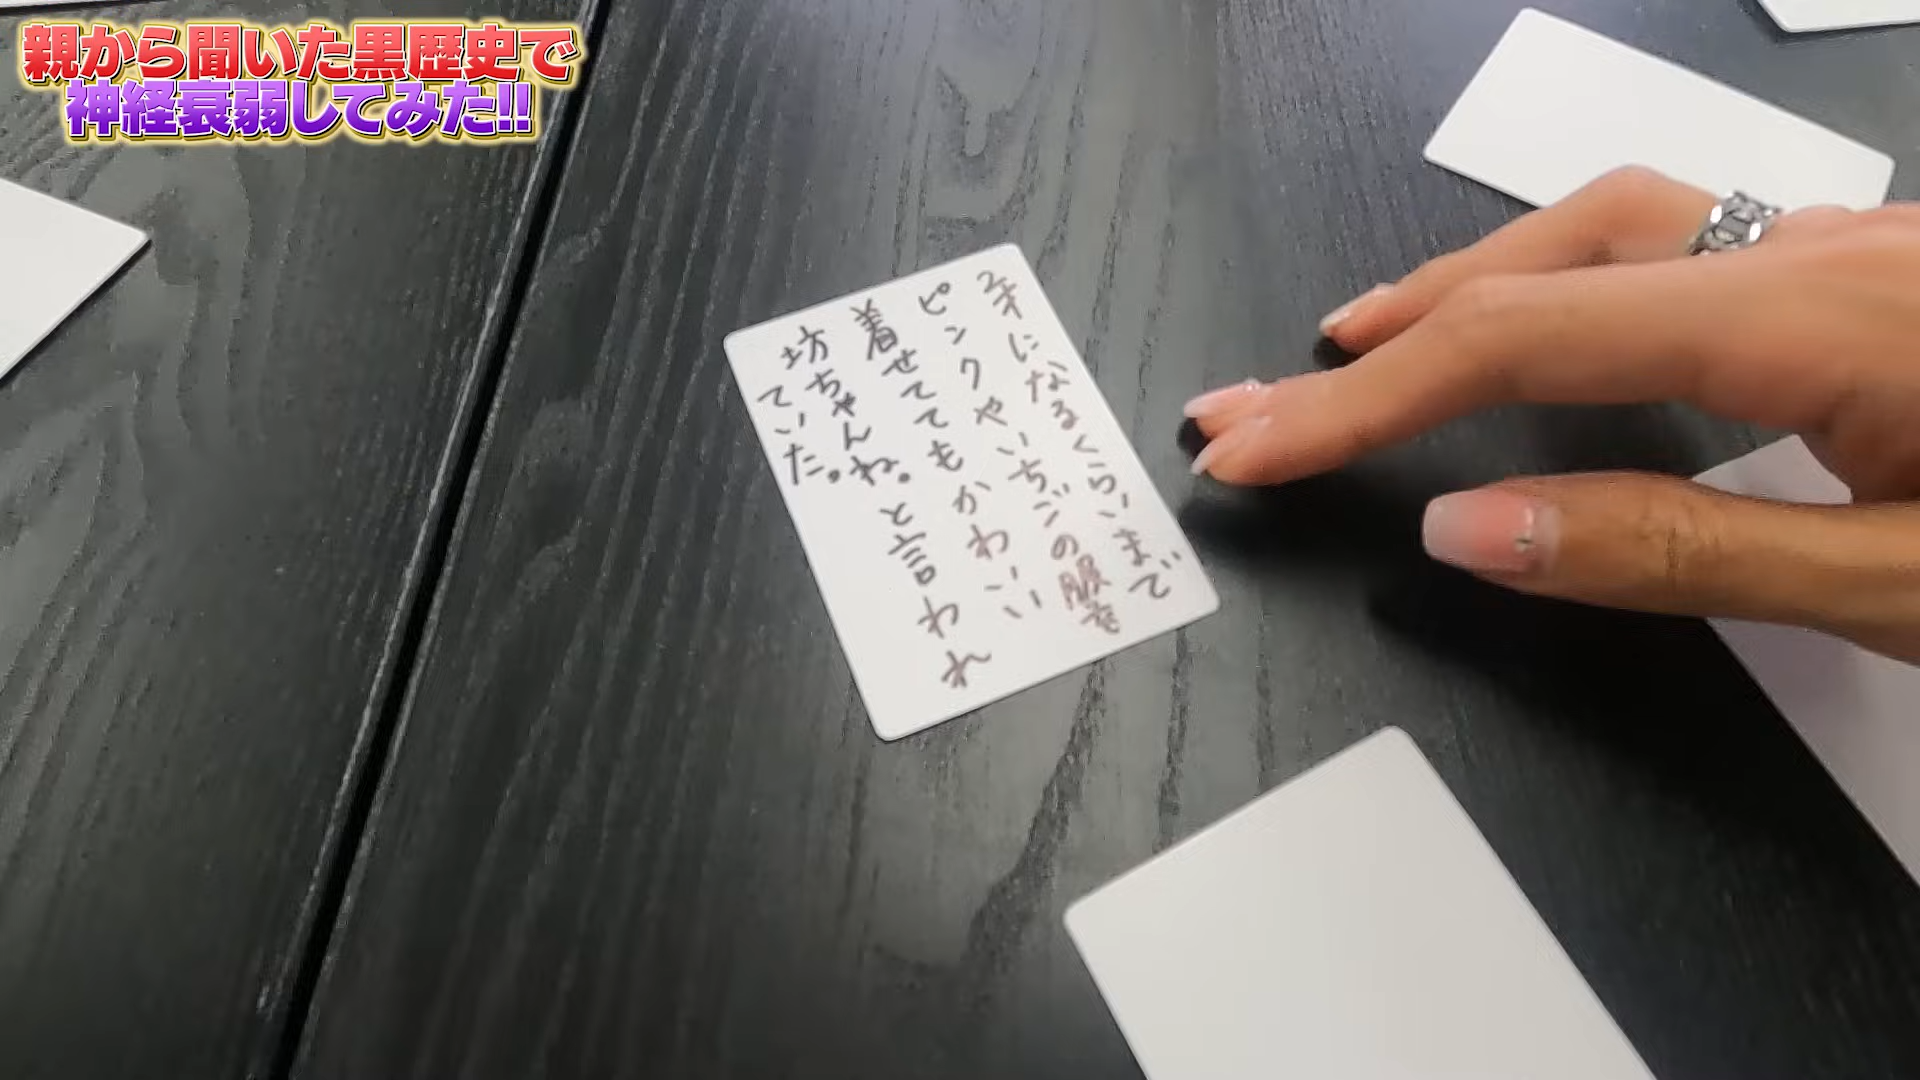 親から聞いた黒歴史で
神経衰弱してみた!!
2才になるくらいまで
ピンクやいちごの服を
着せててもかわいい
坊ちゃんね。と言われ
ていた。